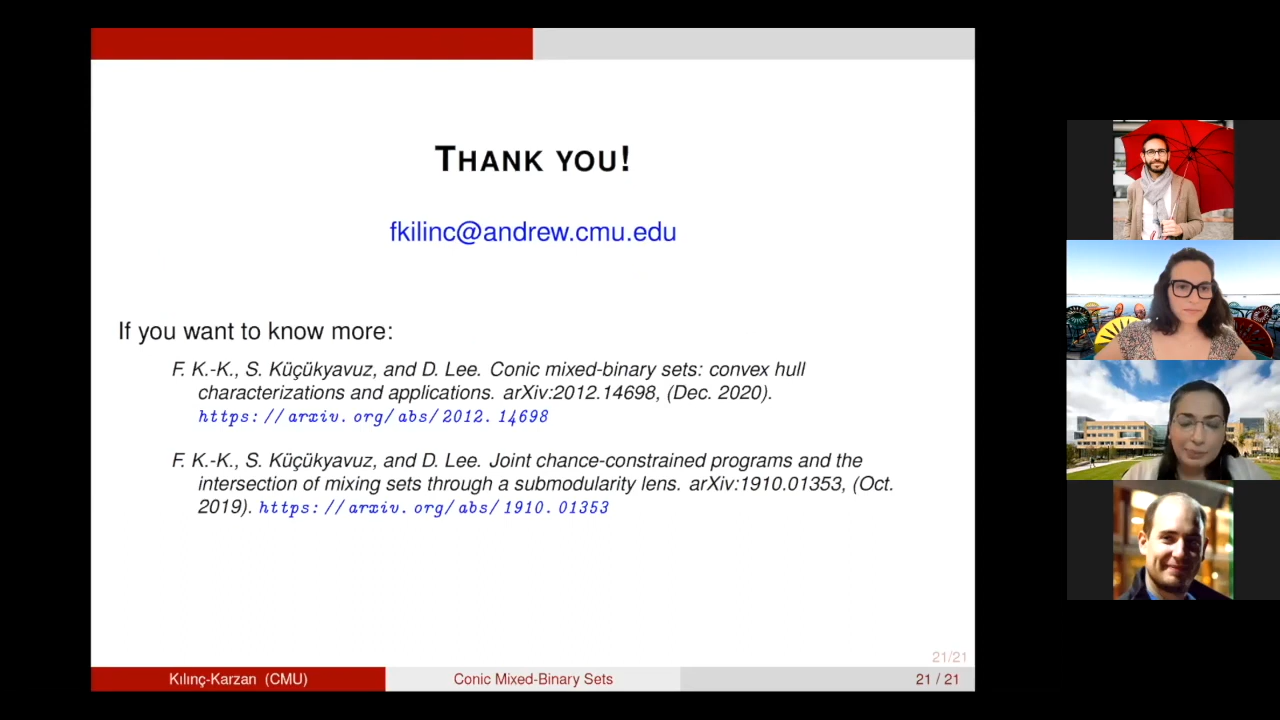 THANK YOU!
fkilinc@andrew.cmu.edu
If you want to know more:
F. K.-K., S. Küçükyavuz, and D. Lee. Conic mixed-binary sets: convex hull
characterizations and applications. arXiv:2012.14698, (Dec. 2020).
https://arxiv.org/abs/2012.14698
F. K.-K., S. Küçükyavuz, and D. Lee. Joint chance-constrained programs and the
intersection of mixing sets through a submodularity lens. arXiv:1910.01353, (Oct.
2019). https://arxiv.org/abs/1910.01353
21/21
Kılınç-Karzan (CMU) Conic Mixed-Binary Sets 21 / 21